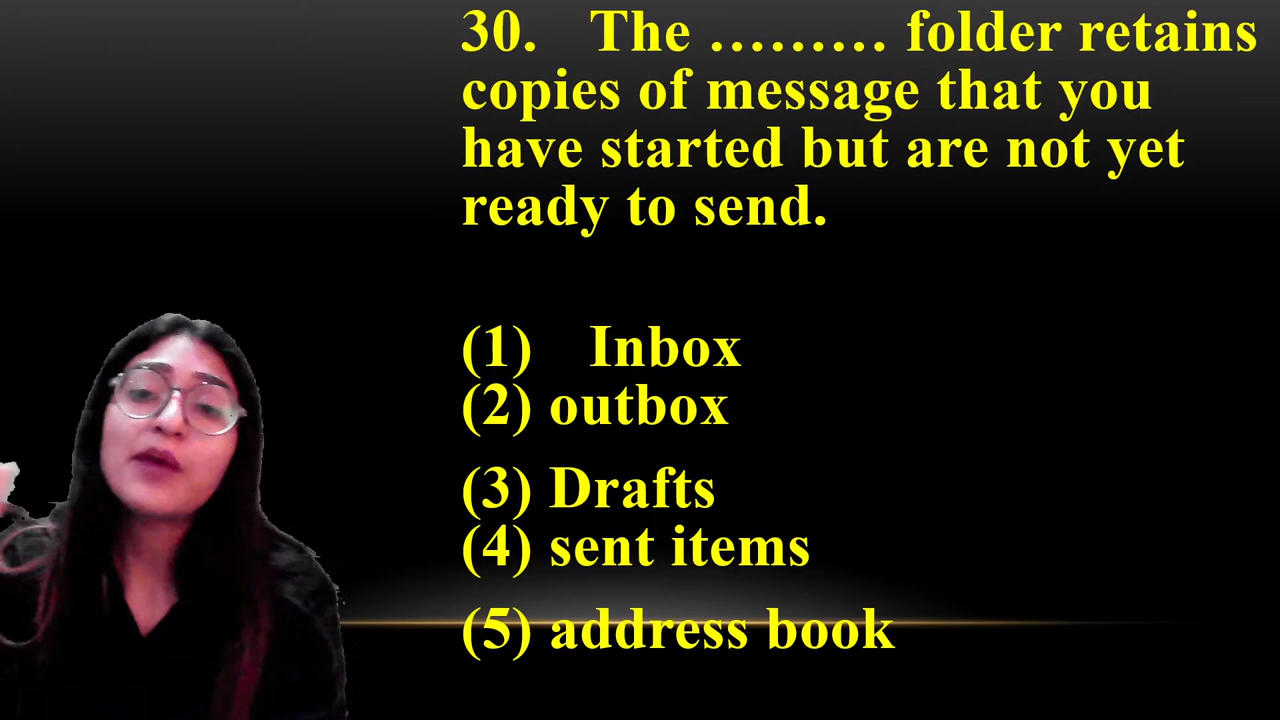 30. The ......... folder retains
copies of message that you
have started but are not yet
ready to send.
(1) Inbox
(2) outbox
(3) Drafts
(4) sent items
(5) address book